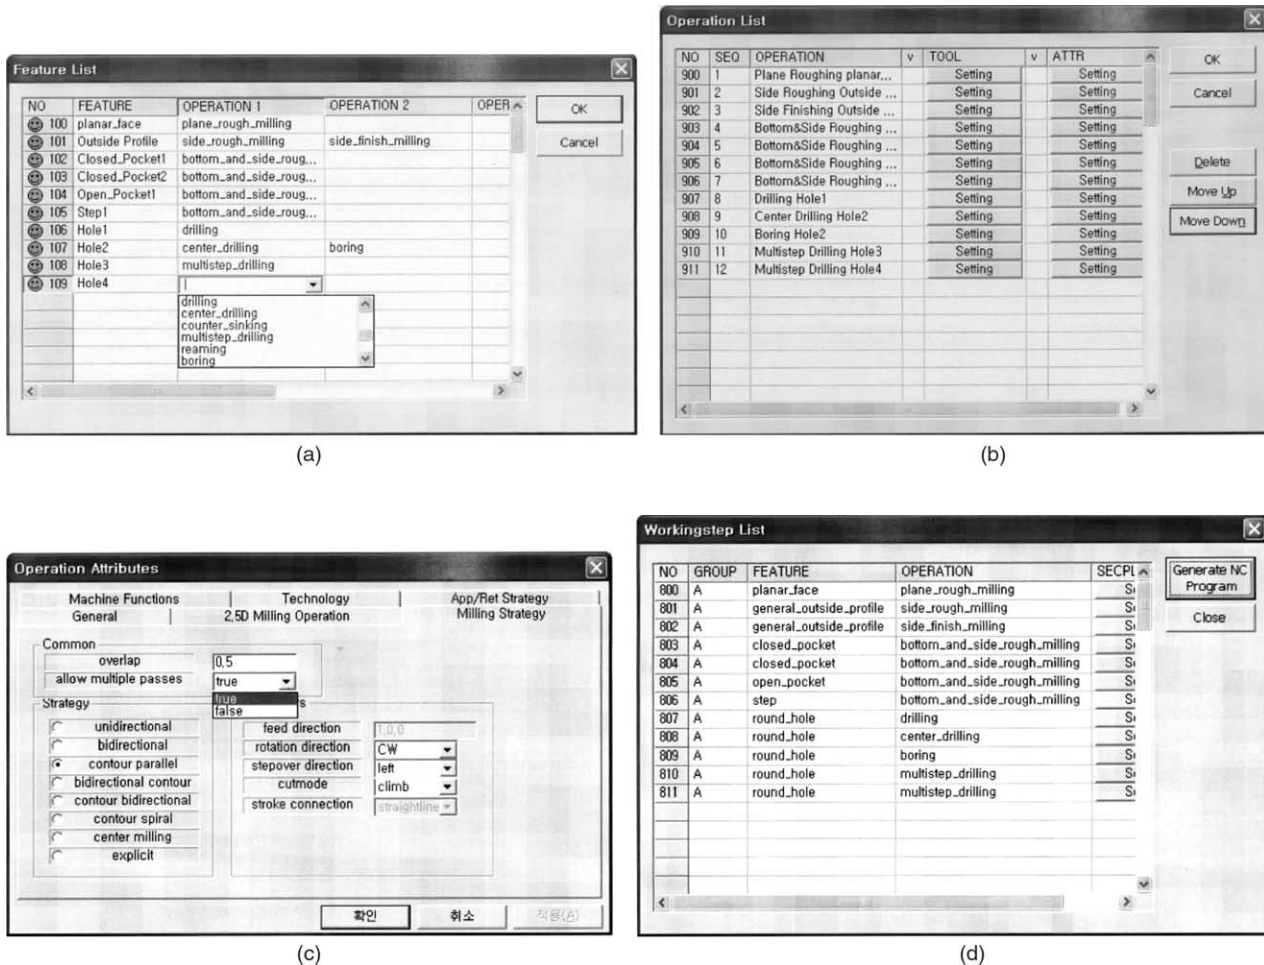 Feature List
NO FEATURE OPERATION 1 OPERATION 2 OPER
100 planar_face plane_rough_milling
101 Outside Profile side_rough_milling side_finish_milling
102 Closed_Pocket1 bottom_and_side_roug...
103 Closed_Pocket2 bottom_and_side_roug...
104 Open_Pocket1 bottom_and_side_roug...
105 Step1 bottom_and_side_roug...
106 Hole1 drilling
107 Hole2 center_drilling boring
108 Hole3 multistep_drilling
109 Hole4
drilling
center_drilling
counter_sinking
multistep_drilling
reaming
boring
OK
Cancel
(a)
Operation List
NO SEQ OPERATION v TOOL v ATTR
900 1 Plane Roughing planar... Setting Setting
901 2 Side Roughing Outside ... Setting Setting
902 3 Side Finishing Outside ... Setting Setting
903 4 Bottom&Side Roughing ... Setting Setting
904 5 Bottom&Side Roughing ... Setting Setting
905 6 Bottom&Side Roughing ... Setting Setting
906 7 Bottom&Side Roughing ... Setting Setting
907 8 Drilling Hole1 Setting Setting
908 9 Center Drilling Hole2 Setting Setting
909 10 Boring Hole2 Setting Setting
910 11 Multistep Drilling Hole3 Setting Setting
911 12 Multistep Drilling Hole4 Setting Setting
OK
Cancel
Delete
Move Up
Move Down
(b)
Operation Attributes
Machine Functions Technology App/Ret Strategy
General 2,5D Milling Operation Milling Strategy
Common
overlap 0,5
allow multiple passes true
true
false
Strategy
unidirectional
bidirectional
contour parallel
bidirectional contour
contour bidirectional
contour spiral
center milling
explicit
feed direction 1,0,0
rotation direction CW
stepover direction left
cutmode climb
stroke connection straightline
확인 취소 적용(A)
(c)
Workingstep List
NO GROUP FEATURE OPERATION SECPL
800 A planar_face plane_rough_milling
801 A general_outside_profile side_rough_milling
802 A general_outside_profile side_finish_milling
803 A closed_pocket bottom_and_side_rough_milling
804 A closed_pocket bottom_and_side_rough_milling
805 A open_pocket bottom_and_side_rough_milling
806 A step bottom_and_side_rough_milling
807 A round_hole drilling
808 A round_hole center_drilling
809 A round_hole boring
810 A round_hole multistep_drilling
811 A round_hole multistep_drilling
Generate NC
Program
Close
(d)